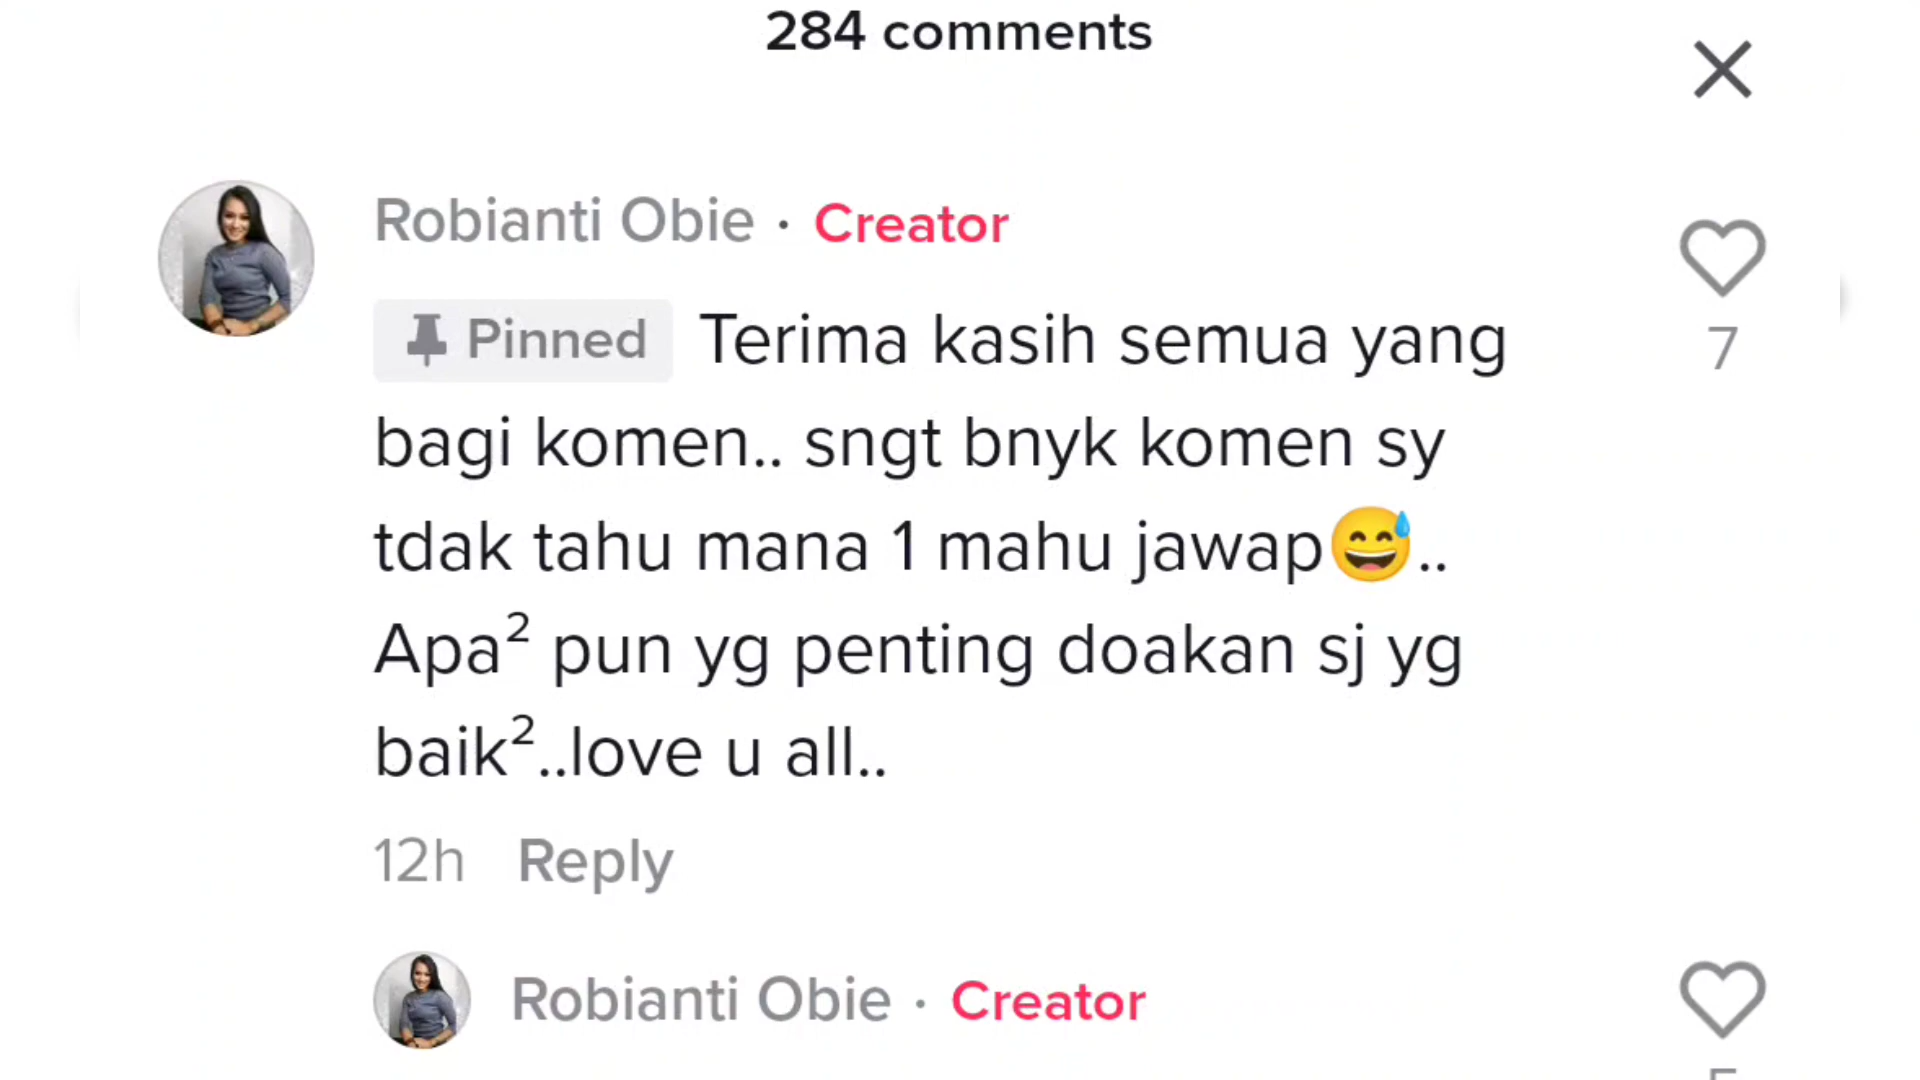 284 comments
Robianti Obie · Creator
7
Pinned Terima kasih semua yang
bagi komen.. sngt bnyk komen sy
tdak tahu mana 1 mahu jawap😅..
Apa² pun yg penting doakan sj yg
baik²..love u all..
12h Reply
Robianti Obie · Creator